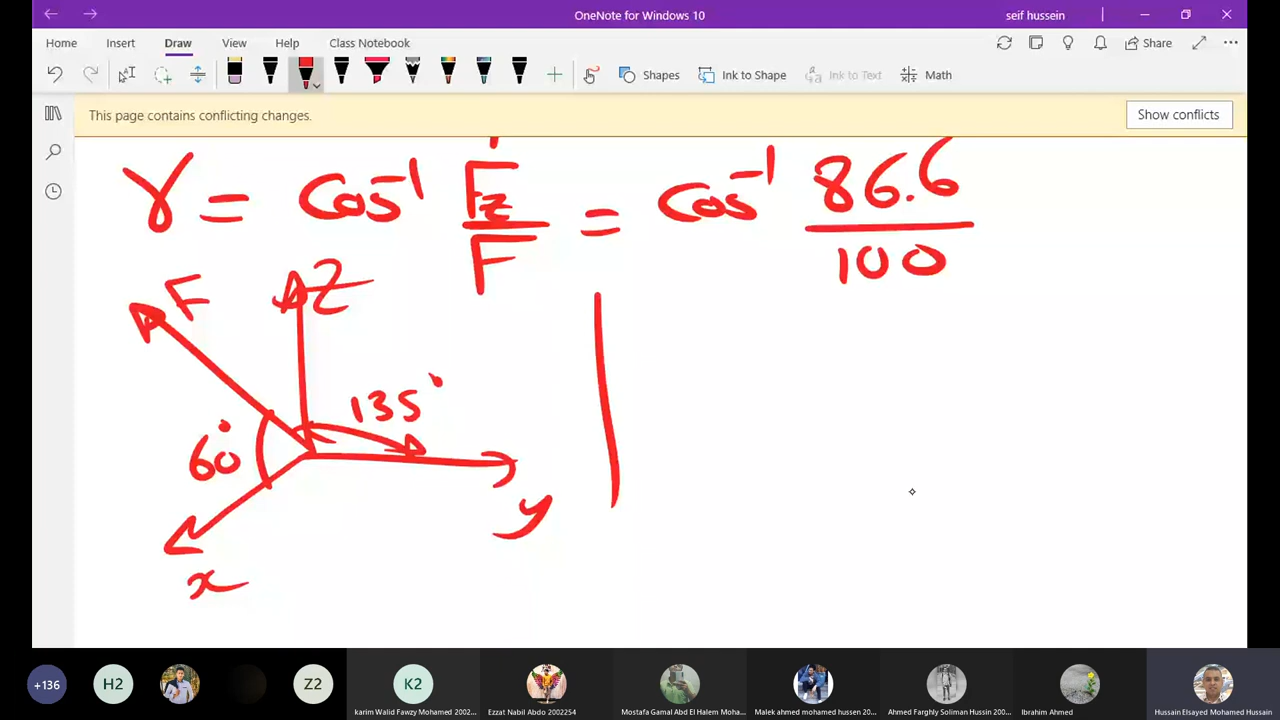 OneNote for Windows 10
seif hussein
Home Insert Draw View Help Class Notebook
Share
Shapes Ink to Shape Ink to Text Math
This page contains conflicting changes.
Show conflicts
γ = cos⁻¹ Fz/F = cos⁻¹ 86.6/100
F
Z
135°
60°
y
x
+136
H2
Z2
K2
karim Walid Fawzy Mohamed 2002...
Ezzat Nabil Abdo 2002254
Mostafa Gamal Abd El Halem Moha...
Malek ahmed mohamed hussen 20...
Ahmed Farghly Soliman Hussin 200...
Ibrahim Ahmed
Hussain Elsayed Mohamed Hussain